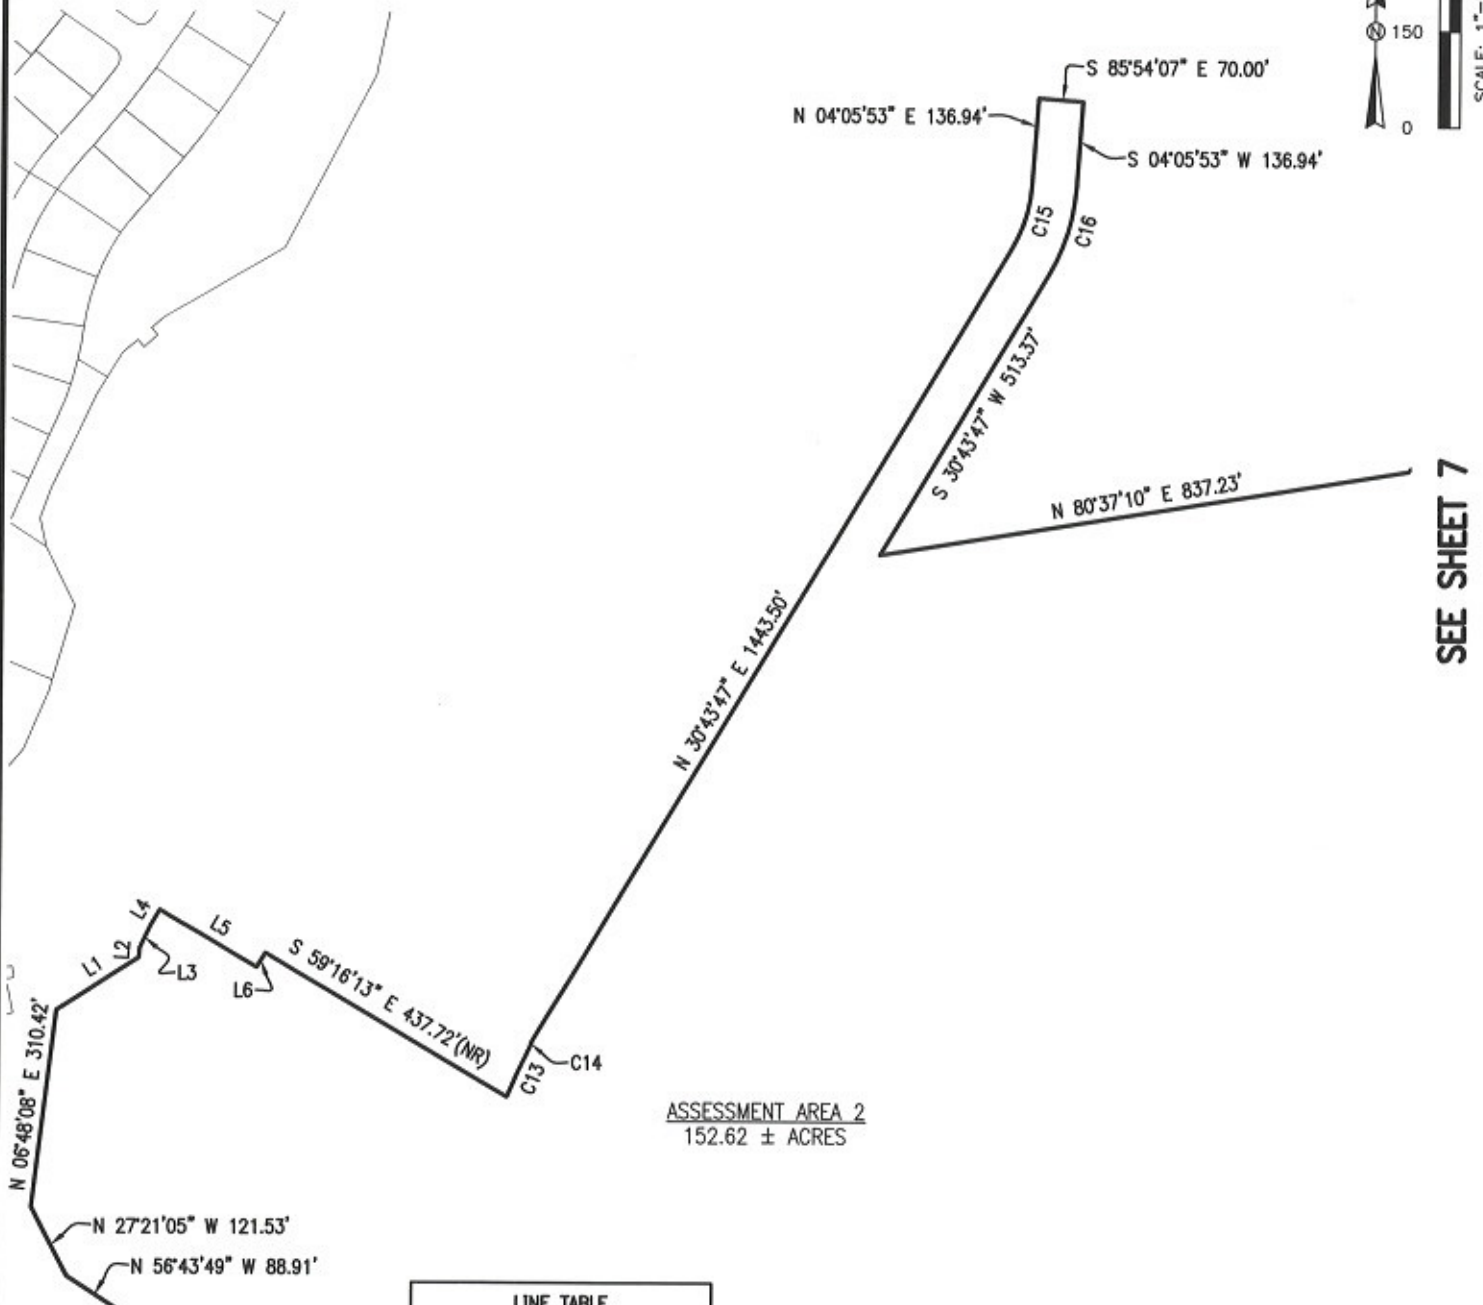 150
0
SCALE: 1"
N
S 85°54'07" E 70.00'
N 04°05'53" E 136.94'
S 04°05'53" W 136.94'
C15
C16
S 30°43'47" W 513.37'
N 80°37'10" E 837.23'
SEE SHEET 7
N 30°43'47" E 1443.50'
L4
L5
L2
L1
L3
L6
S 59°16'13" E 437.72'(NR)
C13
C14
N 06°48'08" E 310.42'
ASSESSMENT AREA 2
152.62 ± ACRES
N 27°21'05" W 121.53'
N 56°43'49" W 88.91'
LINE TABLE